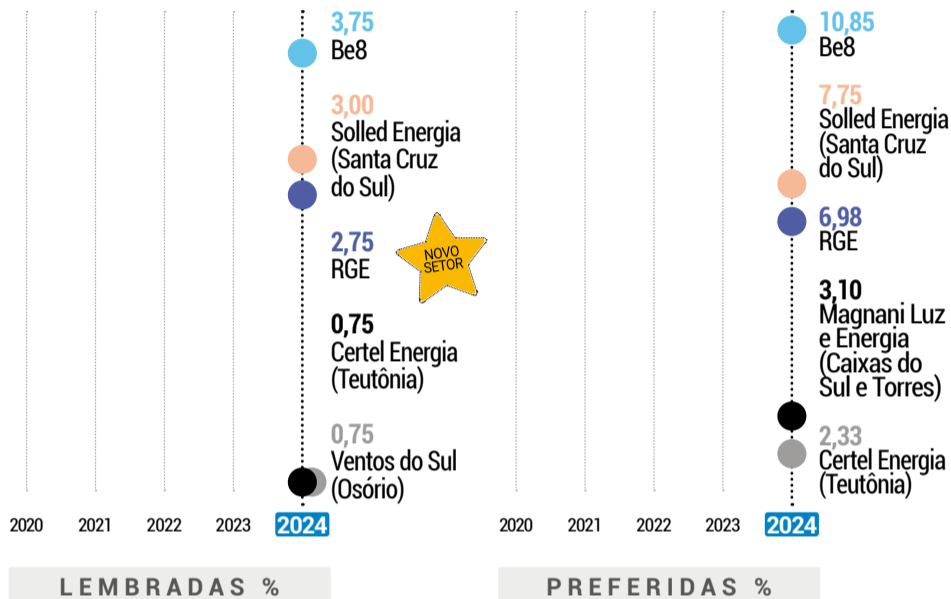 3,75
Be8
3,00
Solled Energia
(Santa Cruz
do Sul)
2,75
RGE
0,75
Certel Energia
(Teutônia)
0,75
Ventos do Sul
(Osório)
2020 2021 2022 2023 2024
LEMBRADAS %
NOVO
SETOR
10,85
Be8
7,75
Solled Energia
(Santa Cruz
do Sul)
6,98
RGE
3,10
Magnani Luz
e Energia
(Caixas do
Sul e Torres)
2,33
Certel Energia
(Teutônia)
2020 2021 2022 2023 2024
PREFERIDAS %